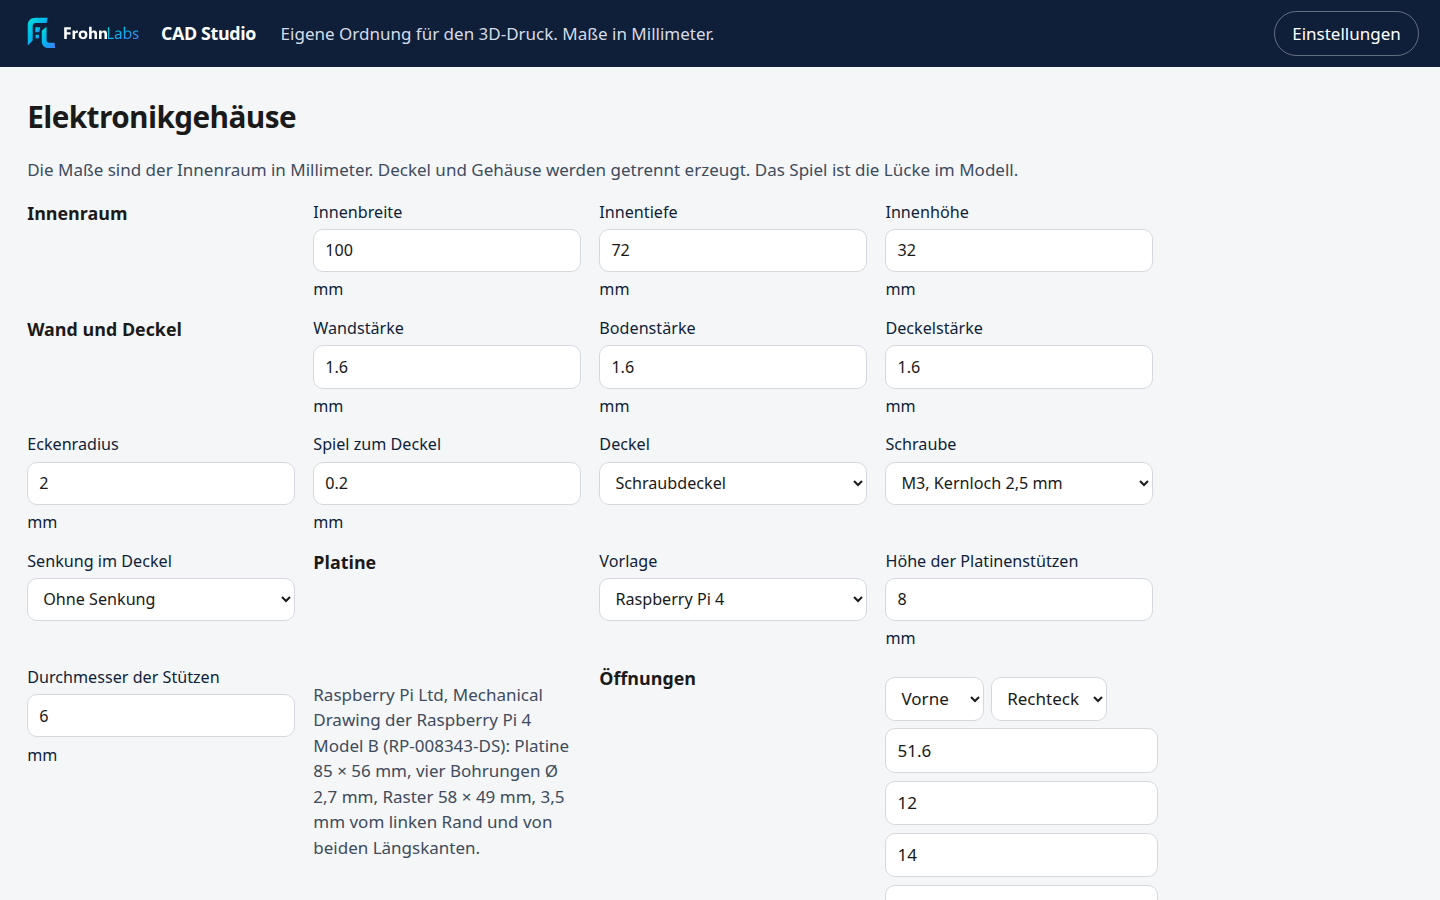 FrohnLabs CAD Studio Eigene Ordnung für den 3D-Druck. Maße in Millimeter. Einstellungen
Elektronikgehäuse
Die Maße sind der Innenraum in Millimeter. Deckel und Gehäuse werden getrennt erzeugt. Das Spiel ist die Lücke im Modell.
Innenraum Innenbreite Innentiefe Innenhöhe
100 72 32
mm mm mm
Wand und Deckel Wandstärke Bodenstärke Deckelstärke
1.6 1.6 1.6
mm mm mm
Eckenradius Spiel zum Deckel Deckel Schraube
2 0.2 Schraubdeckel M3, Kernloch 2,5 mm
mm mm
Senkung im Deckel Platine Vorlage Höhe der Platinenstützen
Ohne Senkung Raspberry Pi 4 8
mm
Durchmesser der Stützen
6
mm
Raspberry Pi Ltd, Mechanical
Drawing der Raspberry Pi 4
Model B (RP-008343-DS): Platine
85 × 56 mm, vier Bohrungen Ø
2,7 mm, Raster 58 × 49 mm, 3,5
mm vom linken Rand und von
beiden Längskanten.
Öffnungen
Vorne Rechteck
51.6
12
14